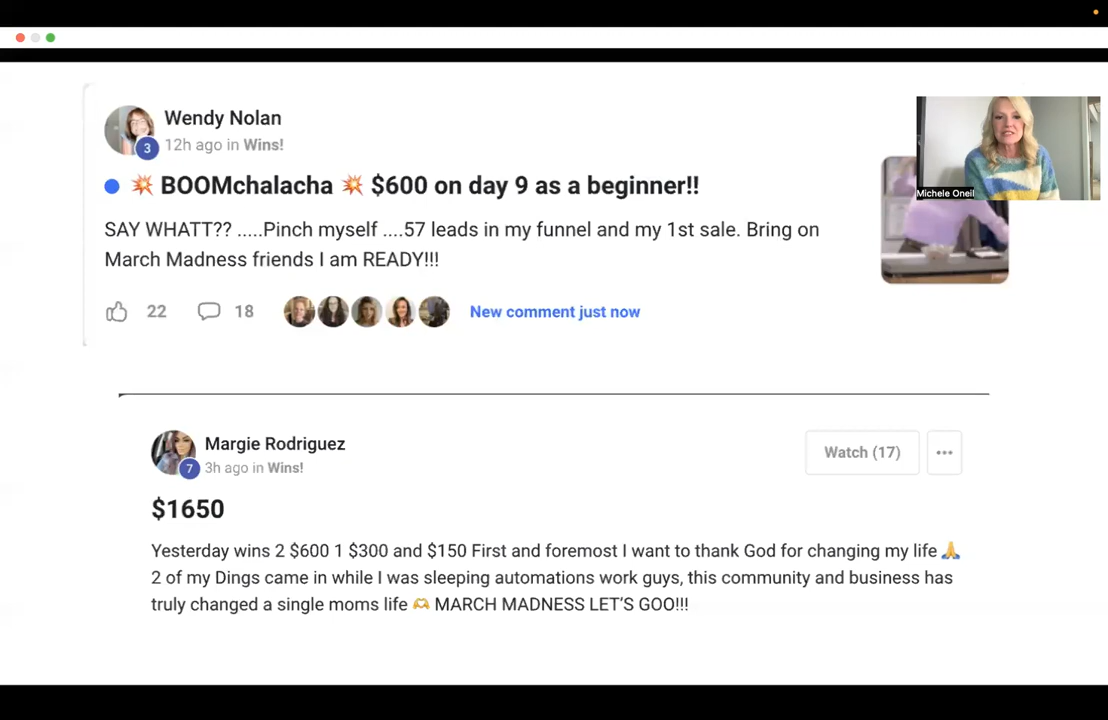 Wendy Nolan
3
12h ago in Wins!
💥 BOOMchalacha 💥 $600 on day 9 as a beginner!!
SAY WHATT?? .....Pinch myself ....57 leads in my funnel and my 1st sale. Bring on
March Madness friends I am READY!!!
22 18 New comment just now
Michele Oneil
Margie Rodriguez
7
3h ago in Wins!
Watch (17)
$1650
Yesterday wins 2 $600 1 $300 and $150 First and foremost I want to thank God for changing my life 🙏
2 of my Dings came in while I was sleeping automations work guys, this community and business has
truly changed a single moms life 🫶 MARCH MADNESS LET'S GOO!!!